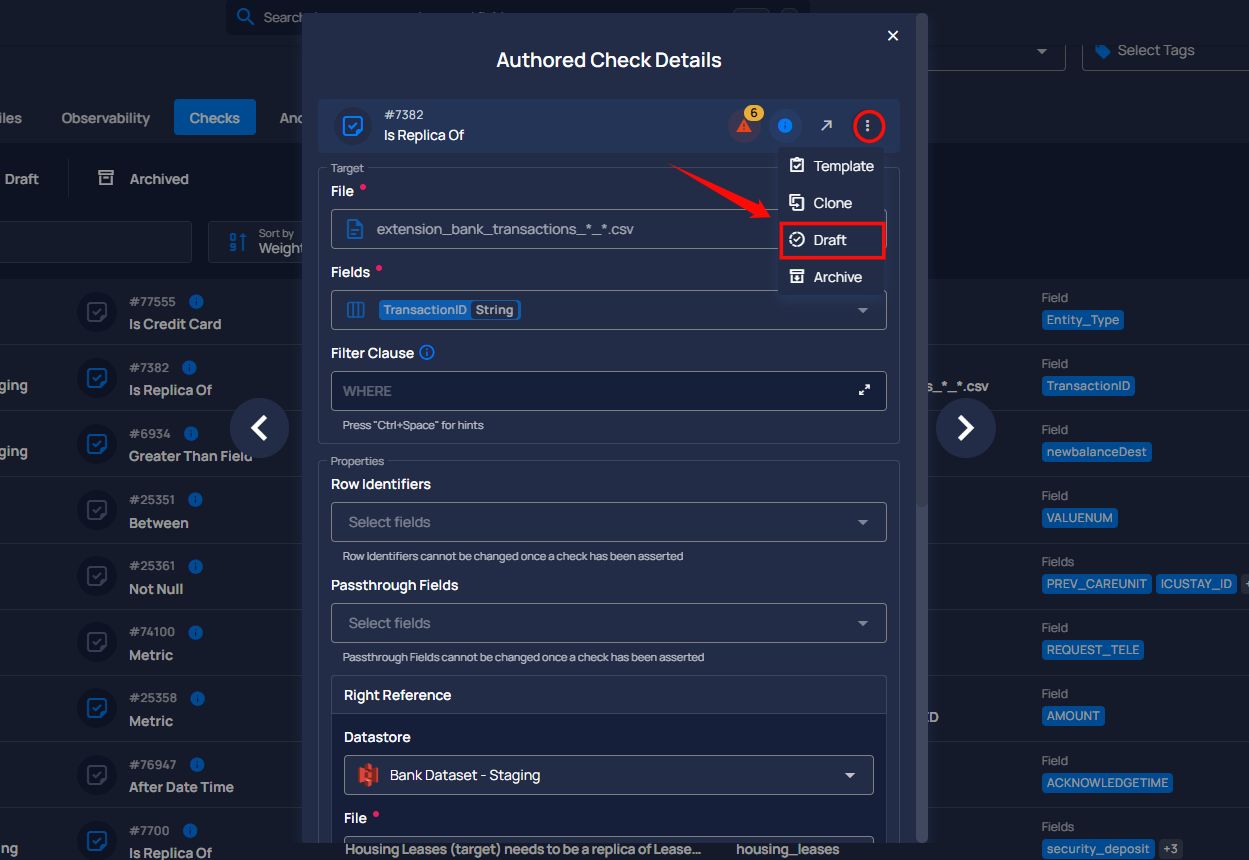 Search
Select Tags
Authored Check Details
iles
Observability
Checks
Anc
#7382
Is Replica Of
6
Template
Clone
Draft
Archive
Draft
Archived
Sort by
Weight
Target
File
extension_bank_transactions_*_*.csv
Fields
TransactionID String
Filter Clause
WHERE
Press "Ctrl+Space" for hints
Properties
Row Identifiers
Select fields
Row Identifiers cannot be changed once a check has been asserted
Passthrough Fields
Select fields
Passthrough Fields cannot be changed once a check has been asserted
Right Reference
Datastore
Bank Dataset - Staging
File
#77555
Is Credit Card
Field
Entity_Type
ging
#7382
Is Replica Of
s_*_*.csv
Field
TransactionID
ging
#6934
Greater Than Field
Field
newbalanceDest
#25351
Between
Field
VALUENUM
#25361
Not Null
Fields
PREV_CAREUNIT ICUSTAY_ID +
#74100
Metric
Field
REQUEST_TELE
#25358
Metric
ED
Field
AMOUNT
#76947
After Date Time
Field
ACKNOWLEDGETIME
ng
#7700
Is Replica Of
Housing Leases (target) needs to be a replica of Lease...
housing_leases
Fields
security_deposit +3